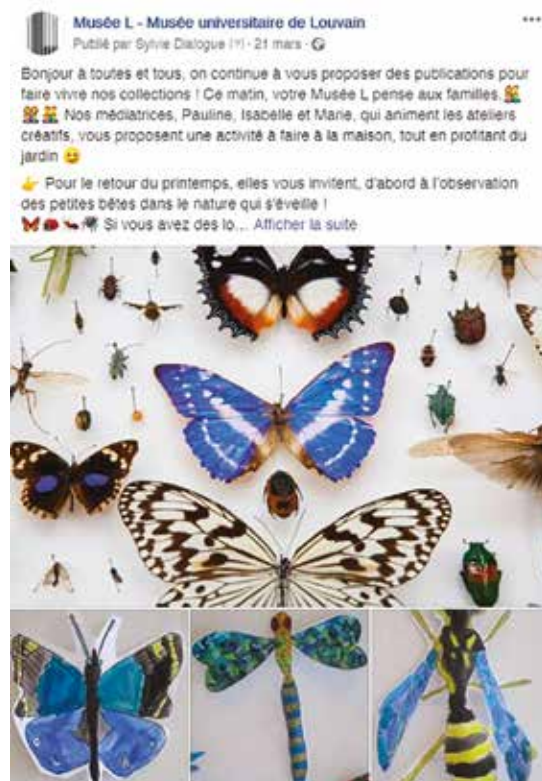 Musée L - Musée universitaire de Louvain
Publié par Sylvie Dialogue [?] · 21 mars ·
Bonjour à toutes et tous, on continue à vous proposer des publications pour
faire vivre nos collections ! Ce matin, votre Musée L pense aux familles.
Nos médiatrices, Pauline, Isabelle et Marie, qui animent les ateliers
créatifs, vous proposent une activité à faire à la maison, tout en profitant du
jardin 😉
👉 Pour le retour du printemps, elles vous invitent, d'abord à l'observation
des petites bêtes dans le nature qui s'éveille !
🦋🐞🐜🕷 Si vous avez des lo... Afficher la suite